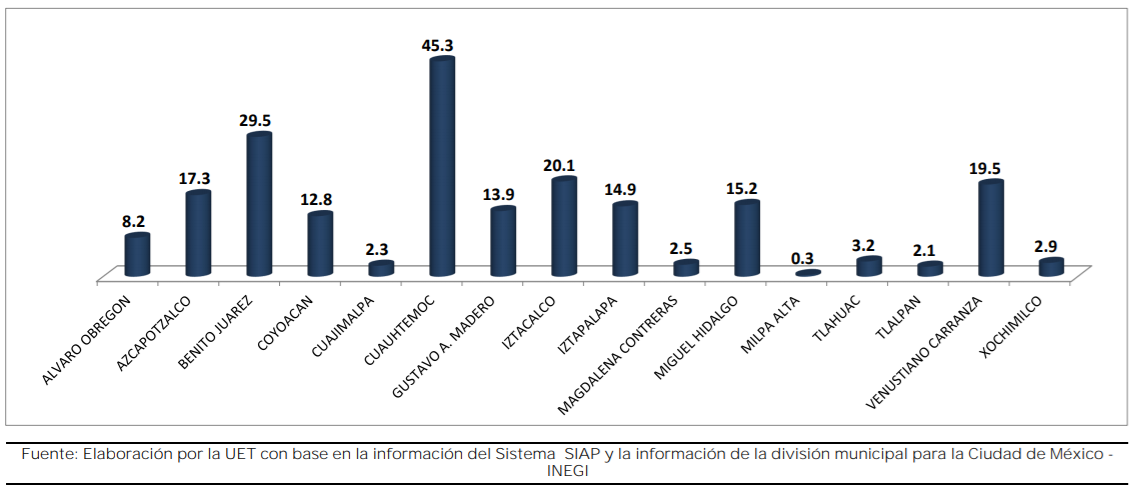 45.3
29.5
20.1
19.5
17.3
15.2
14.9
13.9
12.8
8.2
3.2
2.9
2.5
2.3
2.1
0.3
ALVARO OBREGON
AZCAPOTZALCO
BENITO JUAREZ
COYOACAN
CUAJIMALPA
CUAUHTEMOC
GUSTAVO A. MADERO
IZTACALCO
IZTAPALAPA
MAGDALENA CONTRERAS
MIGUEL HIDALGO
MILPA ALTA
TLAHUAC
TLALPAN
VENUSTIANO CARRANZA
XOCHIMILCO
Fuente: Elaboración por la UET con base en la información del Sistema SIAP y la información de la división municipal para la Ciudad de México -
INEGI